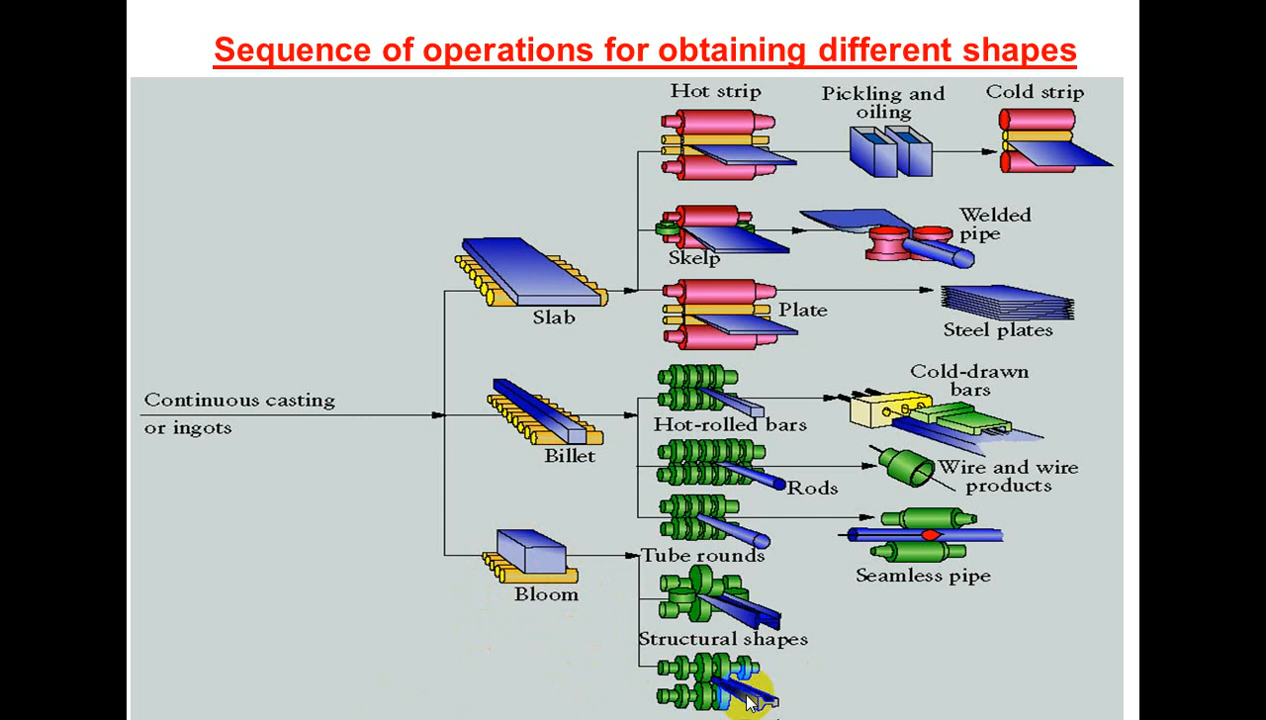 Sequence of operations for obtaining different shapes
Hot strip
Pickling and
oiling
Cold strip
Skelp
Welded
pipe
Slab
Plate
Steel plates
Continuous casting
or ingots
Billet
Hot-rolled bars
Cold-drawn
bars
Rods
Wire and wire
products
Tube rounds
Seamless pipe
Bloom
Structural shapes